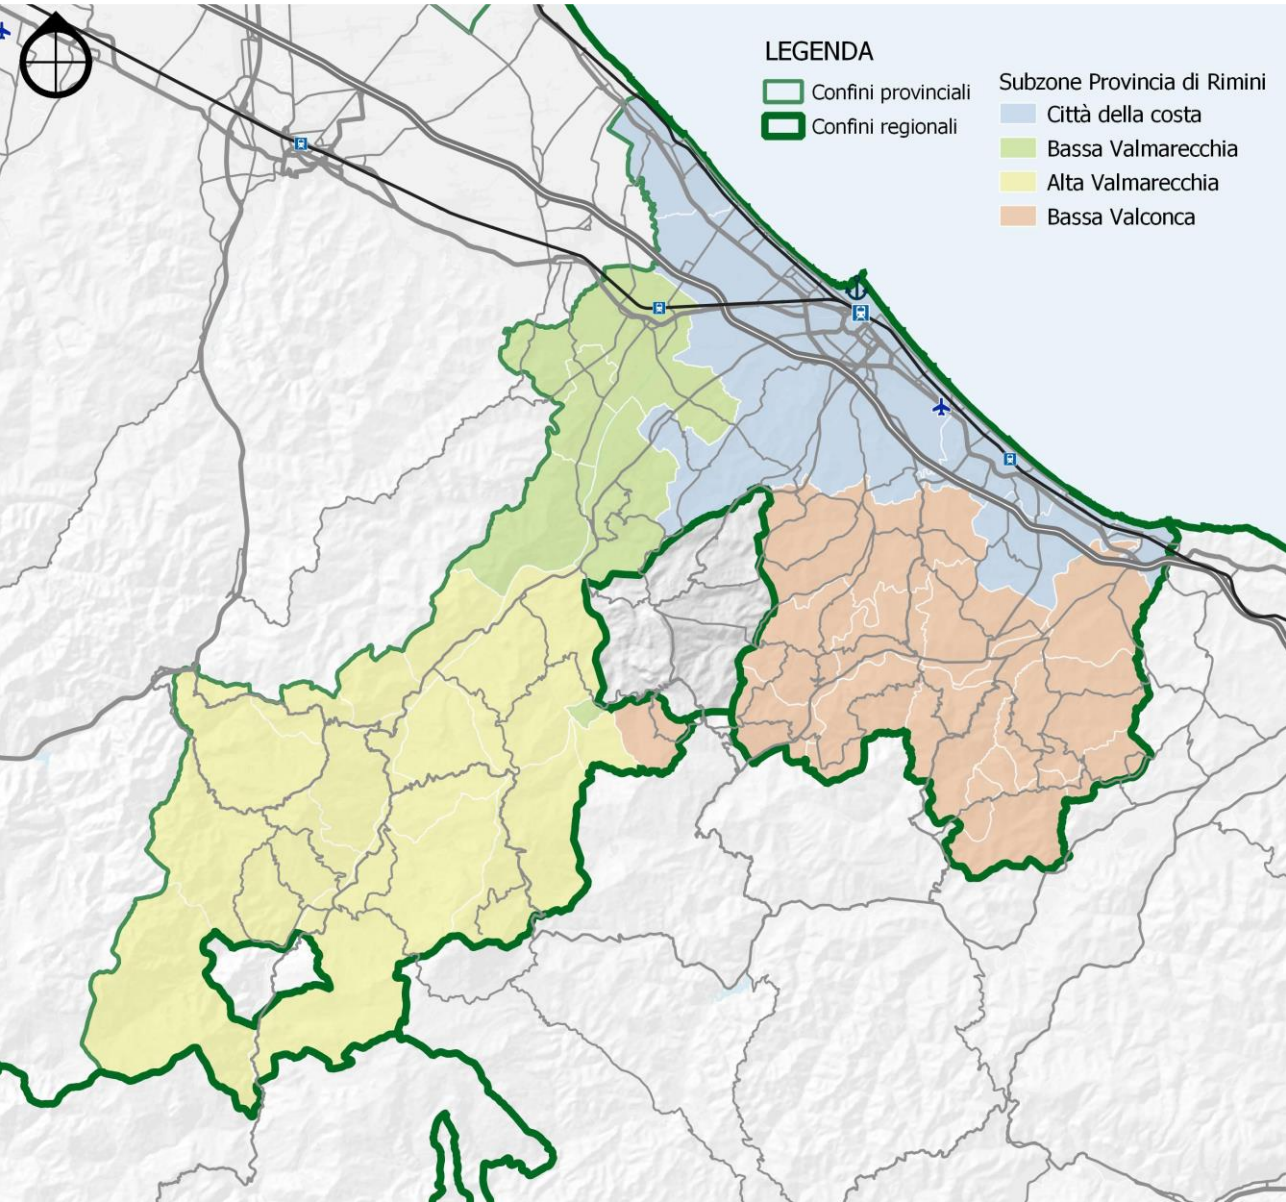 LEGENDA
Confini provinciali
Confini regionali
Subzone Provincia di Rimini
Città della costa
Bassa Valmarecchia
Alta Valmarecchia
Bassa Valconca